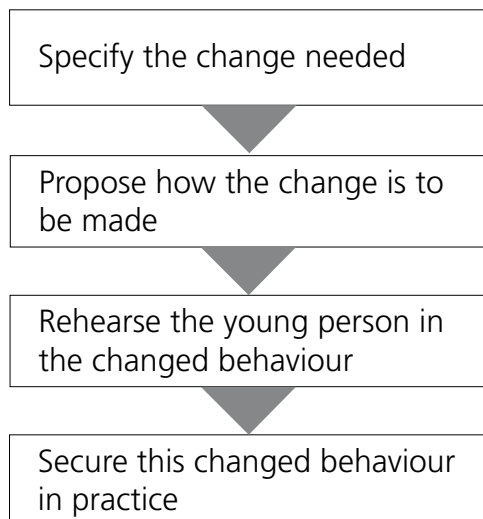 Specify the change needed
Propose how the change is to
be made
Rehearse the young person in
the changed behaviour
Secure this changed behaviour
in practice